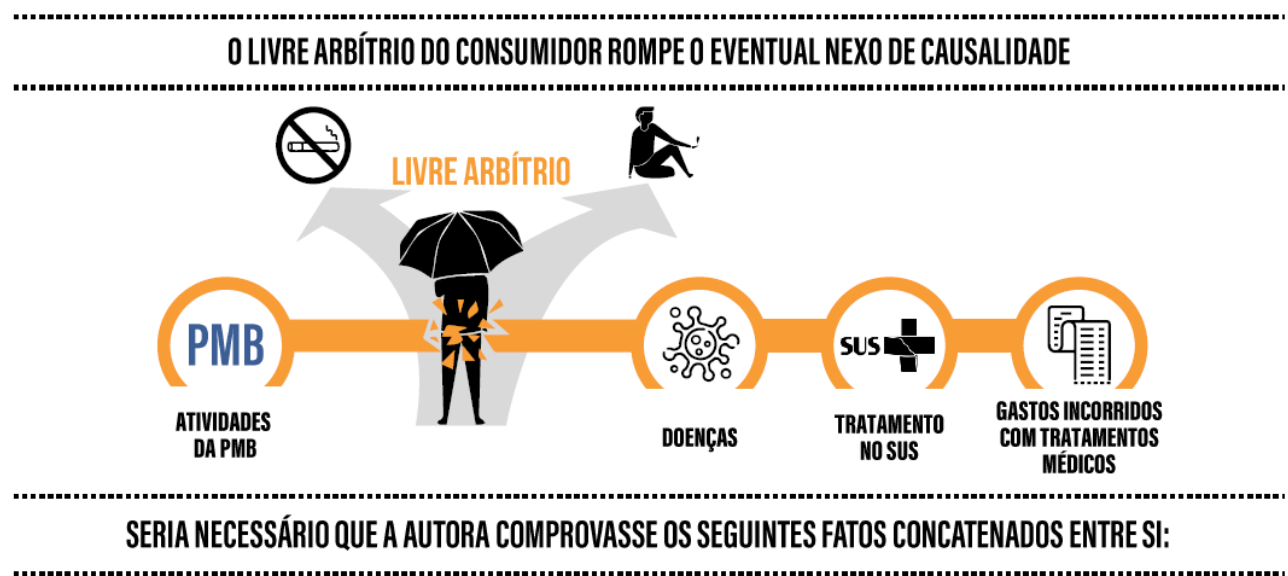 O LIVRE ARBÍTRIO DO CONSUMIDOR ROMPE O EVENTUAL NEXO DE CAUSALIDADE
LIVRE ARBÍTRIO
PMB
SUS
ATIVIDADES
DA PMB
DOENÇAS
TRATAMENTO
NO SUS
GASTOS INCORRIDOS
COM TRATAMENTOS
MÉDICOS
SERIA NECESSÁRIO QUE A AUTORA COMPROVASSE OS SEGUINTES FATOS CONCATENADOS ENTRE SI: